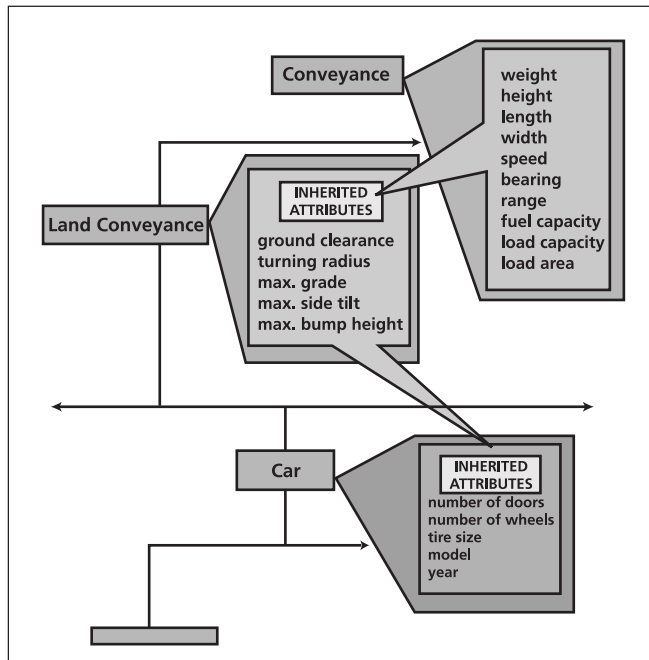 Conveyance
weight
height
length
width
speed
bearing
range
fuel capacity
load capacity
load area
Land Conveyance
INHERITED
ATTRIBUTES
ground clearance
turning radius
max. grade
max. side tilt
max. bump height
Car
INHERITED
ATTRIBUTES
number of doors
number of wheels
tire size
model
year